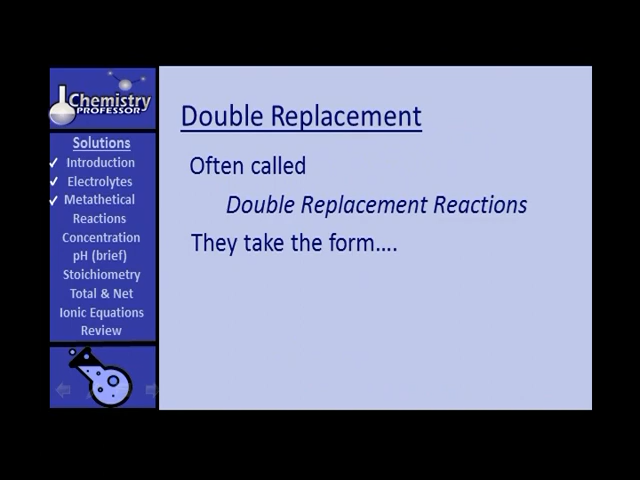 Chemistry
PROFESSOR
Solutions
Introduction
Electrolytes
Metathetical
Reactions
Concentration
pH (brief)
Stoichiometry
Total & Net
Ionic Equations
Review
Double Replacement
Often called
Double Replacement Reactions
They take the form....